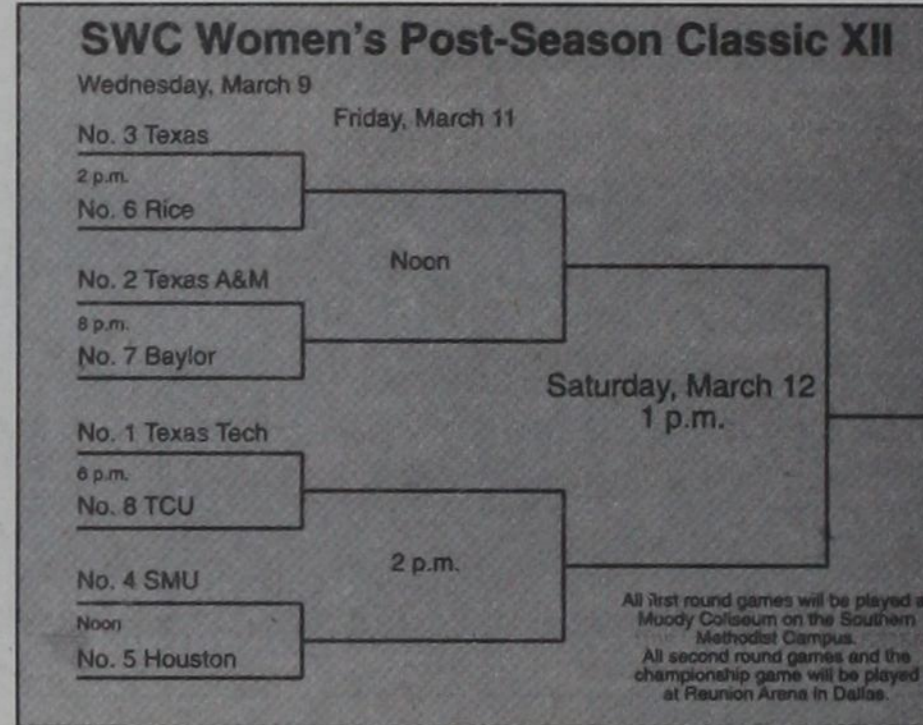 SWC Women's Post-Season Classic XII
Wednesday, March 9
Friday, March 11
No. 3 Texas
2 p.m.
No. 6 Rice
Noon
No. 2 Texas A&M
8 p.m.
No. 7 Baylor
Saturday, March 12
1 p.m.
No. 1 Texas Tech
6 p.m.
No. 8 TCU
2 p.m.
No. 4 SMU
Noon
No. 5 Houston
All first round games will be played
Moody Coliseum on the Southern
Methodist Campus.
All second round games and the
championship game will be played
at Reunion Arena in Dallas.